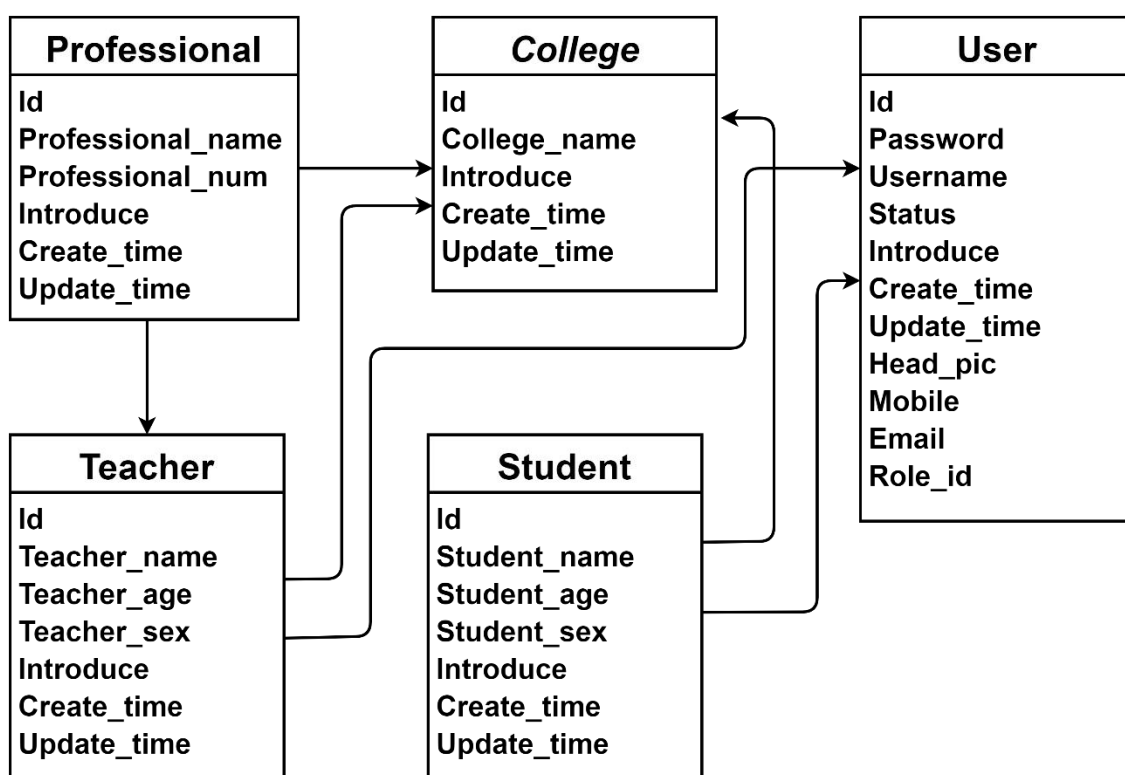 Professional
Id
Professional_name
Professional_num
Introduce
Create_time
Update_time
College
Id
College_name
Introduce
Create_time
Update_time
User
Id
Password
Username
Status
Introduce
Create_time
Update_time
Head_pic
Mobile
Email
Role_id
Teacher
Id
Teacher_name
Teacher_age
Teacher_sex
Introduce
Create_time
Update_time
Student
Id
Student_name
Student_age
Student_sex
Introduce
Create_time
Update_time